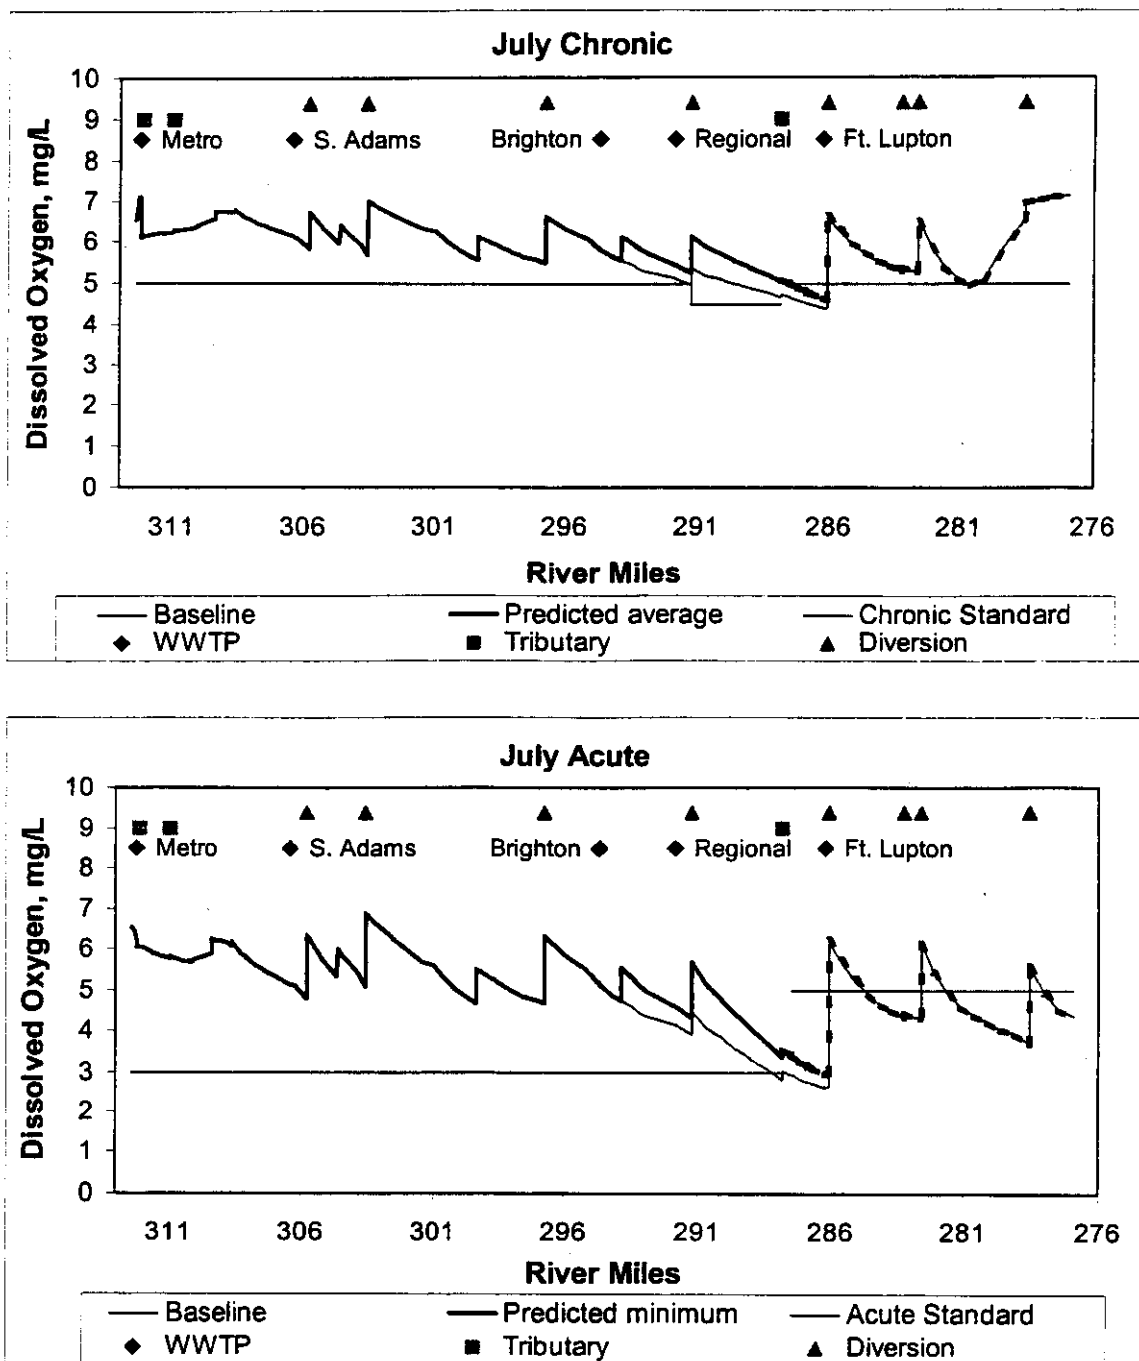 July Chronic
10
9
8
7
6
5
4
3
2
1
0
Dissolved Oxygen, mg/L
Metro
S. Adams
Brighton
Regional
Ft. Lupton
311 306 301 296 291 286 281 276
River Miles
Baseline Predicted average Chronic Standard
WWTP Tributary Diversion
July Acute
10
9
8
7
6
5
4
3
2
1
0
Dissolved Oxygen, mg/L
Metro
S. Adams
Brighton
Regional
Ft. Lupton
311 306 301 296 291 286 281 276
River Miles
Baseline Predicted minimum Acute Standard
WWTP Tributary Diversion